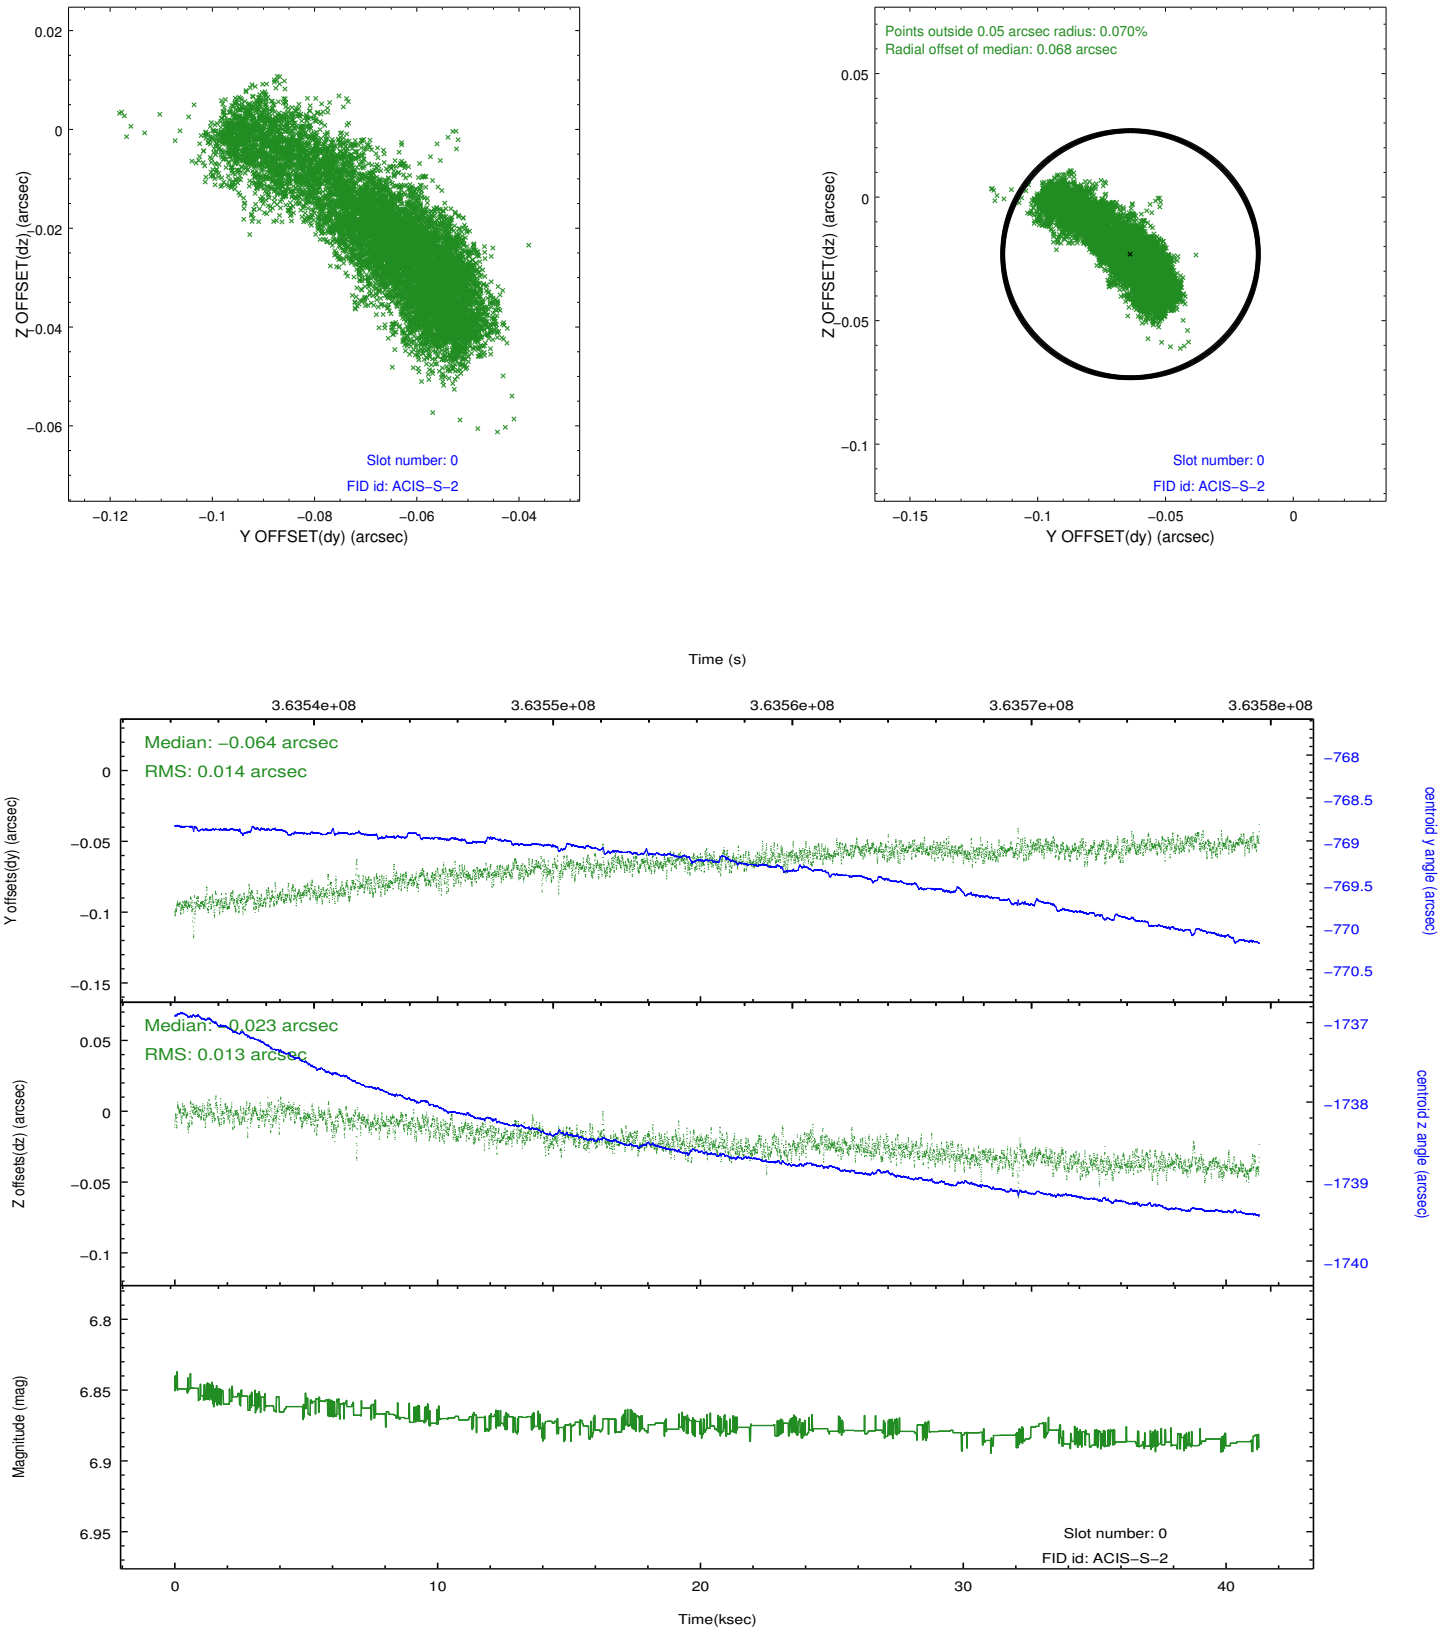 0.02
0
−0.02
−0.04
−0.06
Z OFFSET(dz) (arcsec)
Slot number: 0
FID id: ACIS−S−2
−0.12
−0.1
−0.08
−0.06
−0.04
Y OFFSET(dy) (arcsec)
Points outside 0.05 arcsec radius: 0.070%
Radial offset of median: 0.068 arcsec
0.05
0
−0.05
−0.1
Z OFFSET(dz) (arcsec)
Slot number: 0
FID id: ACIS−S−2
−0.15
−0.1
−0.05
0
Y OFFSET(dy) (arcsec)
Time (s)
3.6354e+08
3.6355e+08
3.6356e+08
3.6357e+08
3.6358e+08
Median: −0.064 arcsec
RMS: 0.014 arcsec
0
−0.05
−0.1
−0.15
Y offsets(dy) (arcsec)
−768
−768.5
−769
−769.5
−770
−770.5
centroid y angle (arcsec)
Median: −0.023 arcsec
RMS: 0.013 arcsec
0.05
0
−0.05
−0.1
Z offsets(dz) (arcsec)
−1737
−1738
−1739
−1740
centroid z angle (arcsec)
6.8
6.85
6.9
6.95
Magnitude (mag)
Slot number: 0
FID id: ACIS−S−2
0
10
20
30
40
Time(ksec)